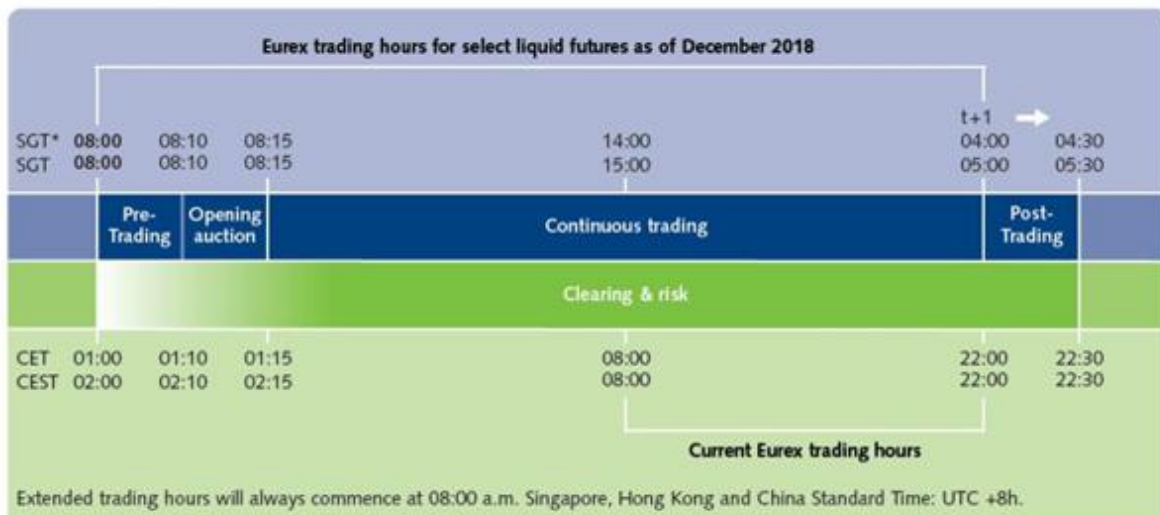 Eurex trading hours for select liquid futures as of December 2018
t+1
SGT* 08:00 08:10 08:15 14:00 04:00 04:30
SGT 08:00 08:10 08:15 15:00 05:00 05:30
Pre-Trading Opening auction Continuous trading Post-Trading
Clearing & risk
CET 01:00 01:10 01:15 08:00 22:00 22:30
CEST 02:00 02:10 02:15 08:00 22:00 22:30
Current Eurex trading hours
Extended trading hours will always commence at 08:00 a.m. Singapore, Hong Kong and China Standard Time: UTC +8h.